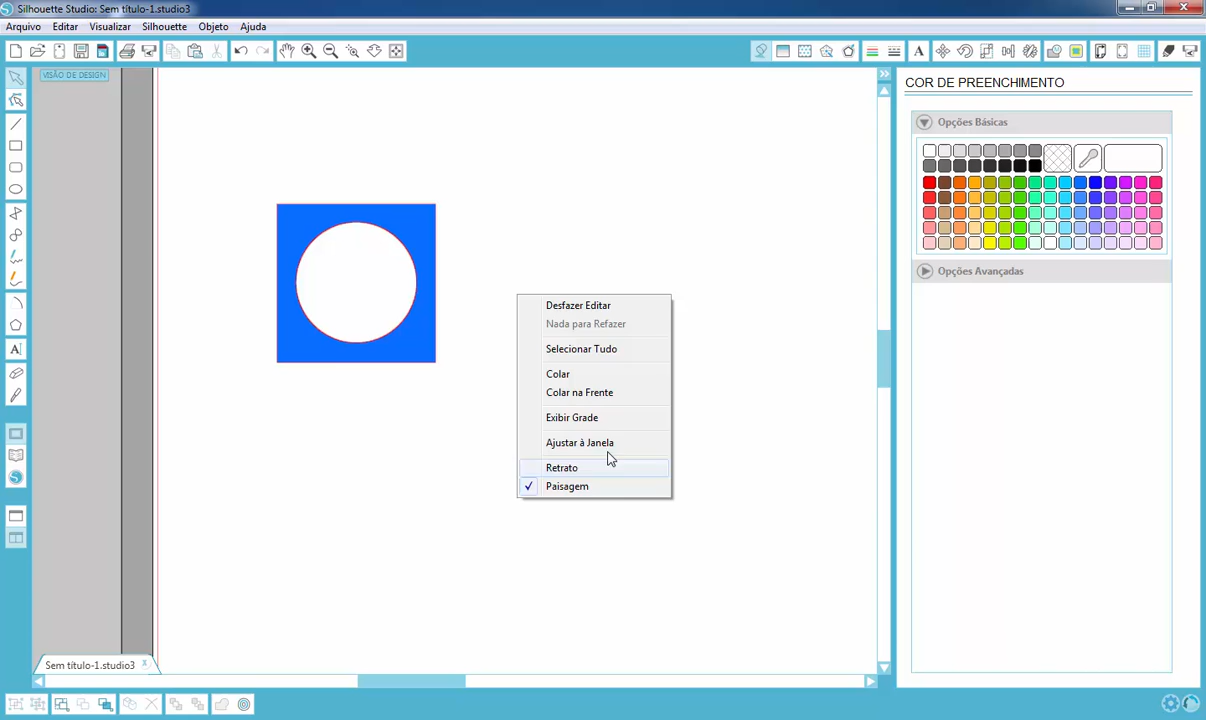 Silhouette Studio: Sem título-1.studio3
Arquivo Editar Visualizar Silhouette Objeto Ajuda
VISÃO DE DESIGN
COR DE PREENCHIMENTO
Opções Básicas
Opções Avançadas
Desfazer Editar
Nada para Refazer
Selecionar Tudo
Colar
Colar na Frente
Exibir Grade
Ajustar à Janela
Retrato
Paisagem
Sem título-1.studio3